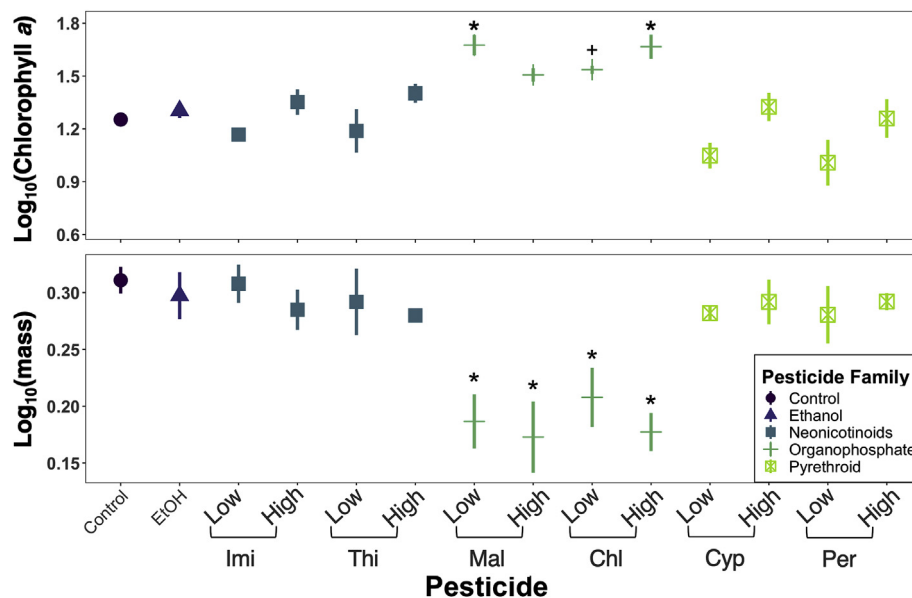 Log₁₀(Chlorophyll a)
1.8
1.5
1.2
0.9
0.6
* + *
Log₁₀(mass)
0.30
0.25
0.20
0.15
* * * *
Pesticide Family
Control
Ethanol
Neonicotinoids
Organophosphate
Pyrethroid
Control EtOH Low High Low High Low High Low High Low High Low High
Imi Thi Mal Chl Cyp Per
Pesticide